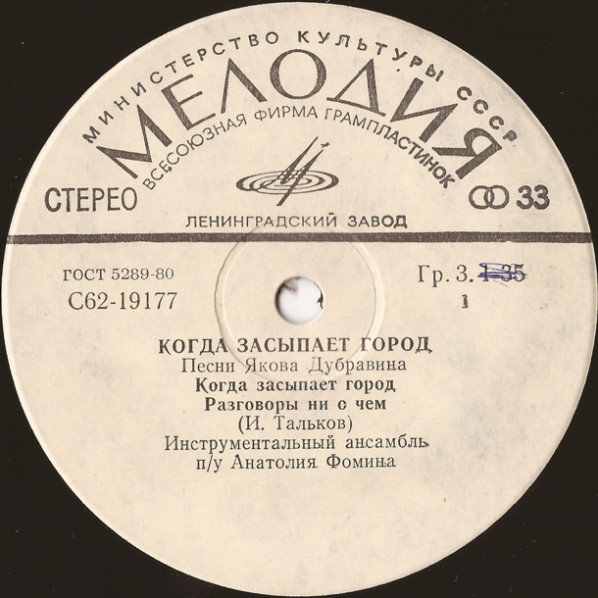 МИНИСТЕРСТВО КУЛЬТУРЫ СССР
МЕЛОДИЯ
ВСЕСОЮЗНАЯ ФИРМА ГРАМПЛАСТИНОК
СТЕРЕО 33
ЛЕНИНГРАДСКИЙ ЗАВОД
ГОСТ 5289-80 Гр. 3. 1-35
С62-19177 1
КОГДА ЗАСЫПАЕТ ГОРОД
Песни Якова Дубравина
Когда засыпает город
Разговоры ни о чем
(И. Тальков)
Инструментальный ансамбль
п/у Анатолия Фомина